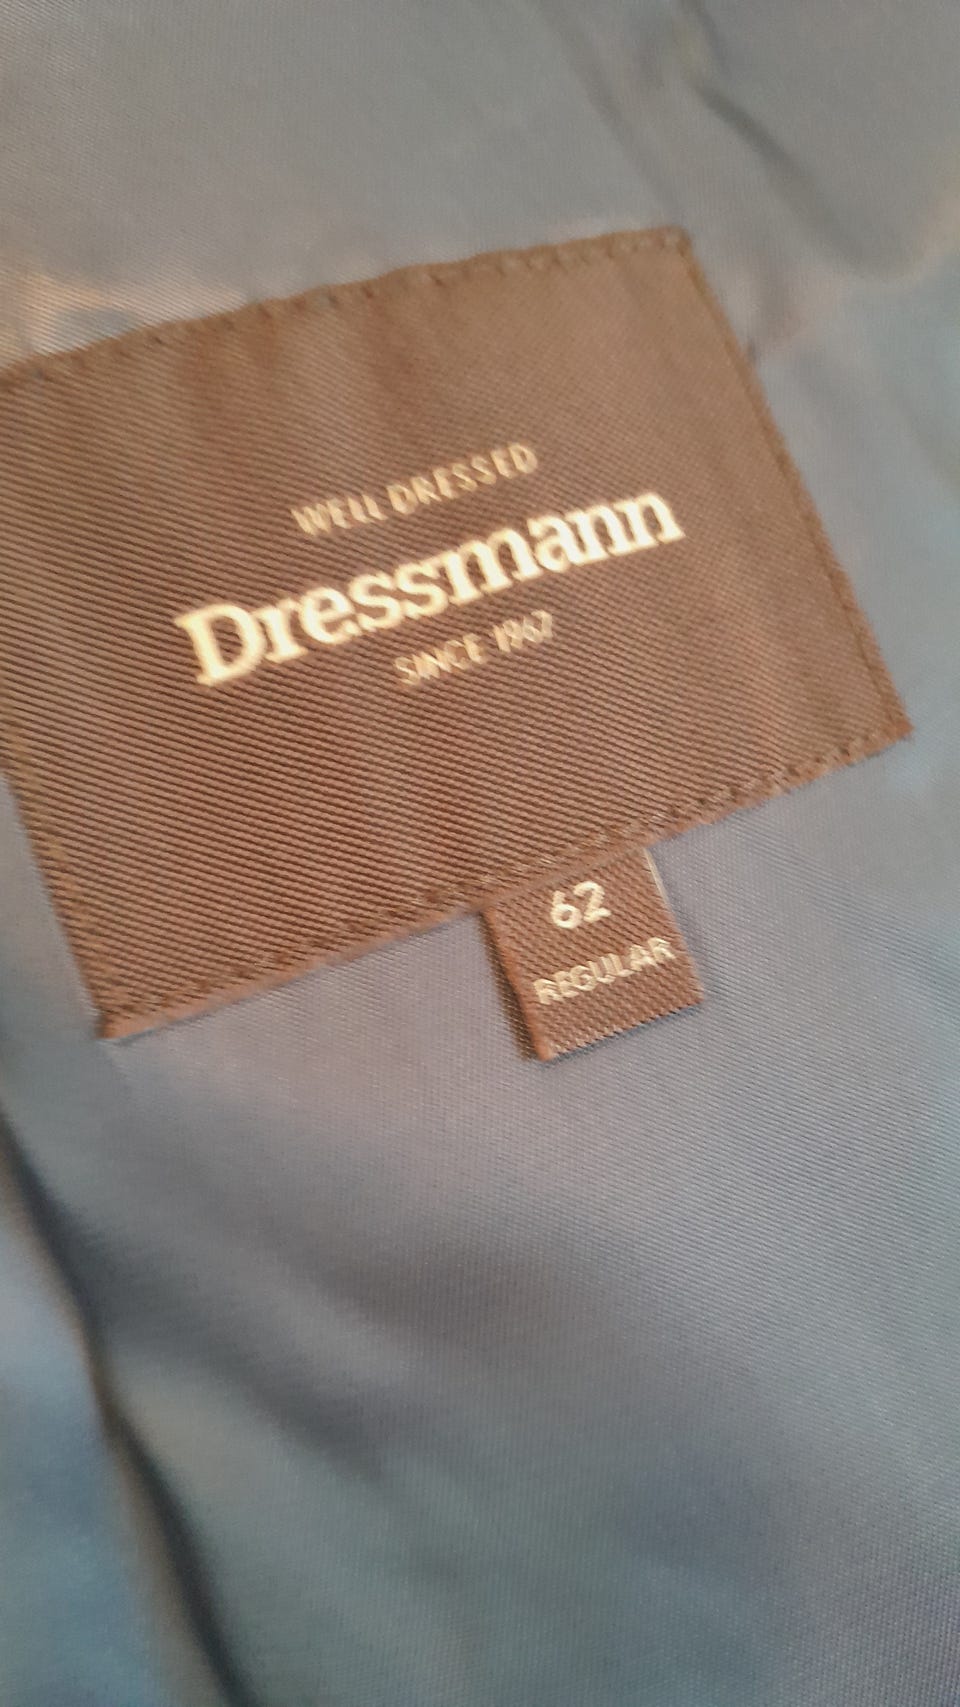 WELL DRESSED
Dressmann
SINCE 1967
62
REGULAR